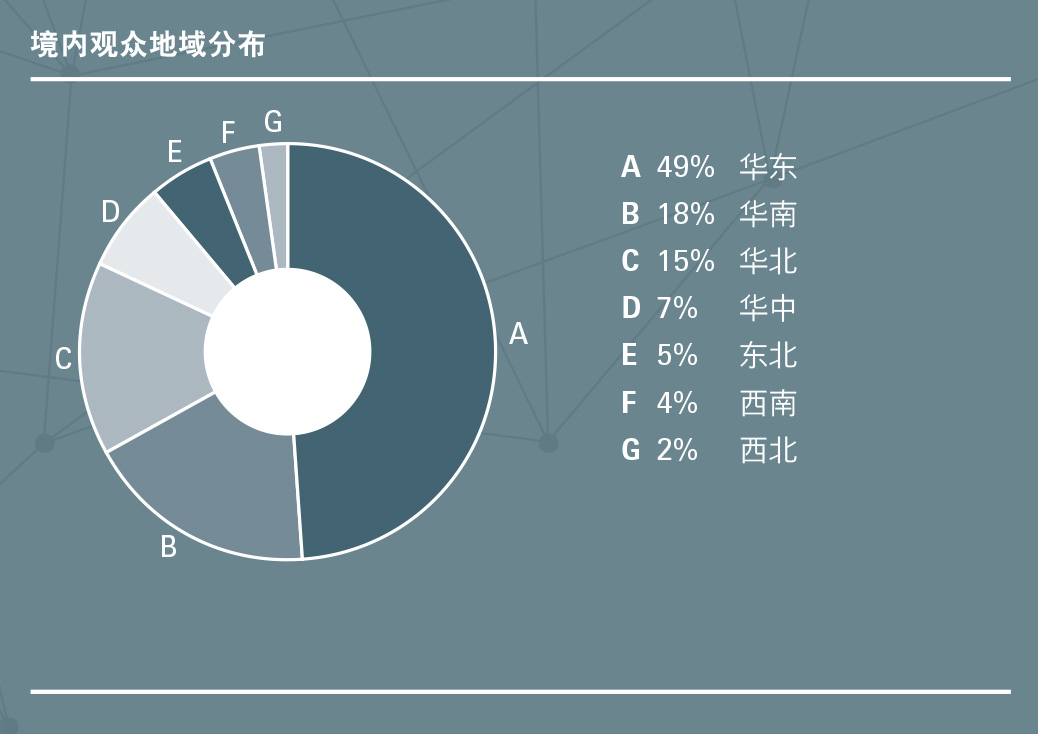 境内观众地域分布
G
F
E
D
A
C
B
A 49% 华东
B 18% 华南
C 15% 华北
D 7% 华中
E 5% 东北
F 4% 西南
G 2% 西北